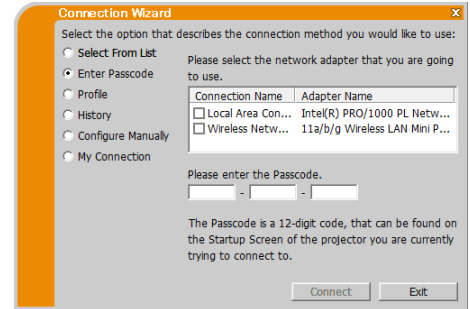 Connection Wizard
x
Select the option that describes the connection method you would like to use:
Select From List
Enter Passcode
Profile
History
Configure Manually
My Connection
Please select the network adapter that you are going
to use.
Connection Name Adapter Name
Local Area Con... Intel(R) PRO/1000 PL Netw...
Wireless Netw... 11a/b/g Wireless LAN Mini P...
Please enter the Passcode.
- -
The Passcode is a 12-digit code, that can be found on
the Startup Screen of the projector you are currently
trying to connect to.
Connect Exit